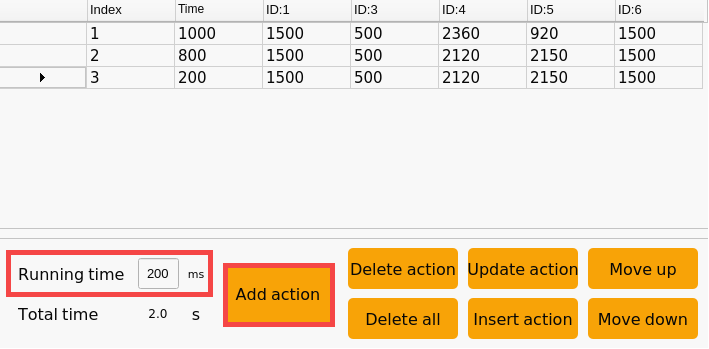 Index Time ID:1 ID:3 ID:4 ID:5 ID:6
1 1000 1500 500 2360 920 1500
2 800 1500 500 2120 2150 1500
3 200 1500 500 2120 2150 1500
Running time 200 ms
Total time 2.0 s
Add action
Delete action Update action Move up
Delete all Insert action Move down